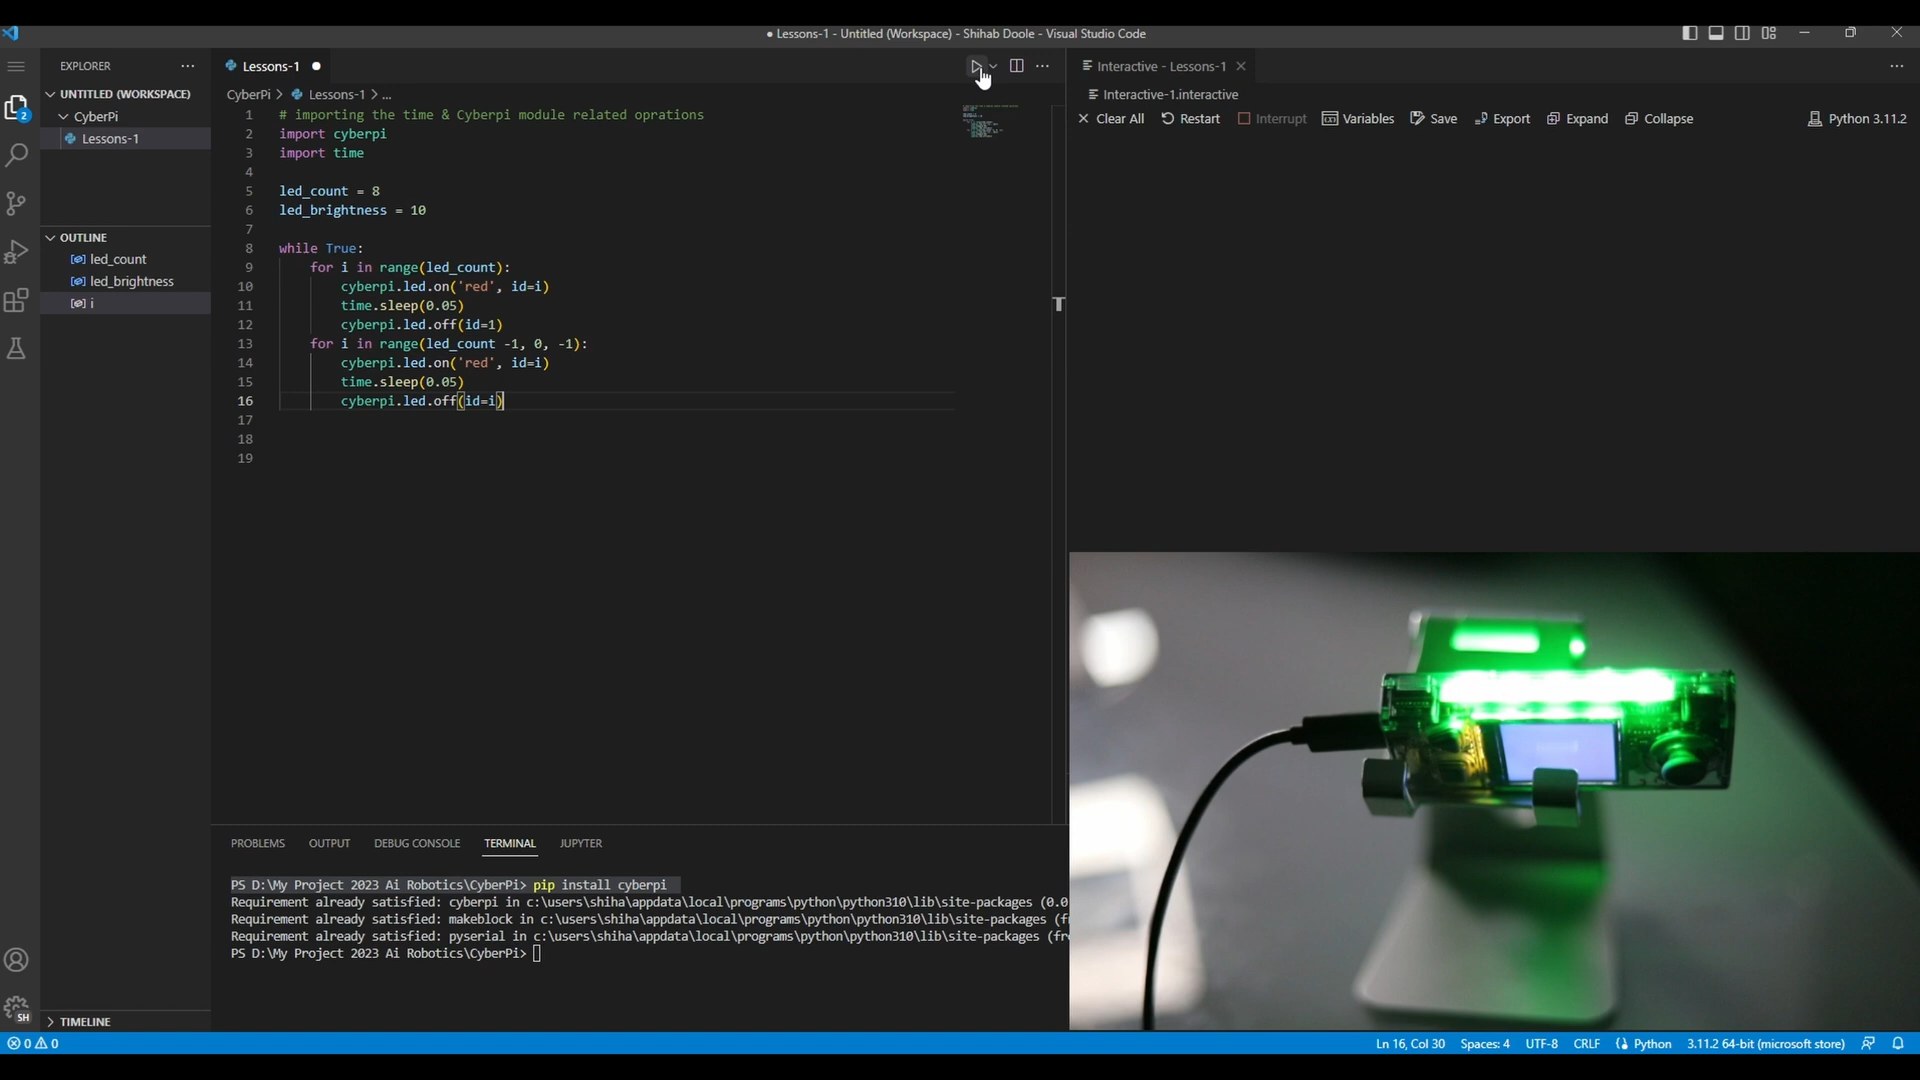 ● Lessons-1 - Untitled (Workspace) - Shihab Doole - Visual Studio Code
EXPLORER
UNTITLED (WORKSPACE)
CyberPi
Lessons-1
OUTLINE
led_count
led_brightness
i
TIMELINE
2
SH
Lessons-1 ●
CyberPi > Lessons-1 > ...
1 # importing the time & Cyberpi module related oprations
2 import cyberpi
3 import time
4
5 led_count = 8
6 led_brightness = 10
7
8 while True:
9 for i in range(led_count):
10 cyberpi.led.on('red', id=i)
11 time.sleep(0.05)
12 cyberpi.led.off(id=1)
13 for i in range(led_count -1, 0, -1):
14 cyberpi.led.on('red', id=i)
15 time.sleep(0.05)
16 cyberpi.led.off(id=i)
17
18
19
Interactive - Lessons-1
Interactive-1.interactive
Clear All Restart Interrupt Variables Save Export Expand Collapse Python 3.11.2
PROBLEMS OUTPUT DEBUG CONSOLE TERMINAL JUPYTER
PS D:\My Project 2023 Ai Robotics\CyberPi> pip install cyberpi
Requirement already satisfied: cyberpi in c:\users\shiha\appdata\local\programs\python\python310\lib\site-packages (0.0
Requirement already satisfied: makeblock in c:\users\shiha\appdata\local\programs\python\python310\lib\site-packages (f
Requirement already satisfied: pyserial in c:\users\shiha\appdata\local\programs\python\python310\lib\site-packages (fr
PS D:\My Project 2023 Ai Robotics\CyberPi>
0 0 Ln 16, Col 30 Spaces: 4 UTF-8 CRLF Python 3.11.2 64-bit (microsoft store)